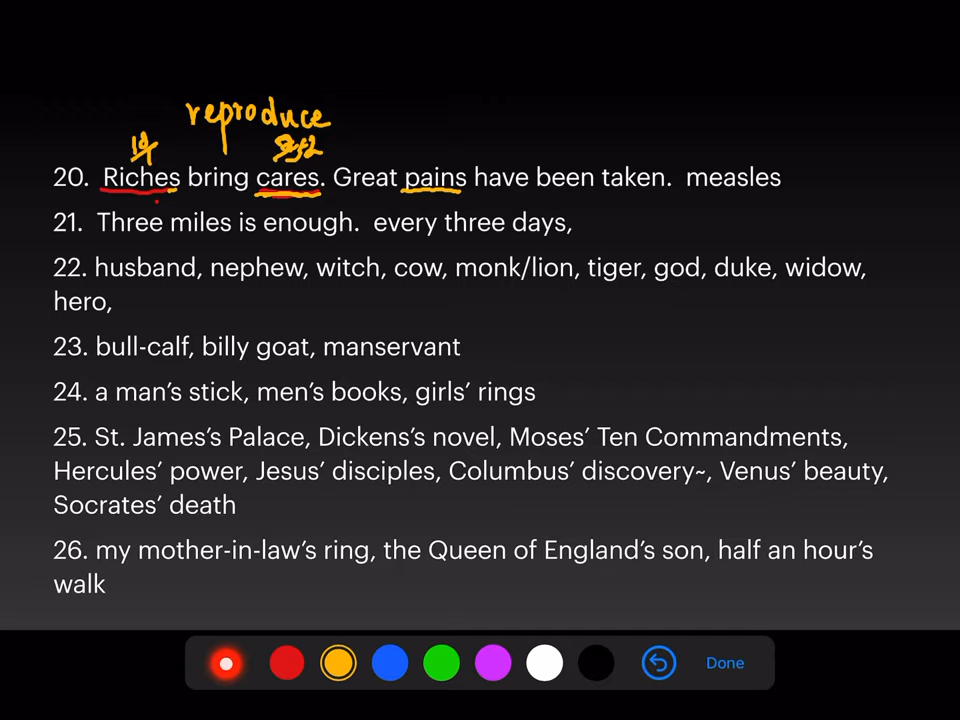 reproduce
20. Riches bring cares. Great pains have been taken. measles
21. Three miles is enough. every three days,
22. husband, nephew, witch, cow, monk/lion, tiger, god, duke, widow,
hero,
23. bull-calf, billy goat, manservant
24. a man’s stick, men’s books, girls’ rings
25. St. James’s Palace, Dickens’s novel, Moses’ Ten Commandments,
Hercules’ power, Jesus’ disciples, Columbus’ discovery~, Venus’ beauty,
Socrates’ death
26. my mother-in-law’s ring, the Queen of England’s son, half an hour’s
walk
Done